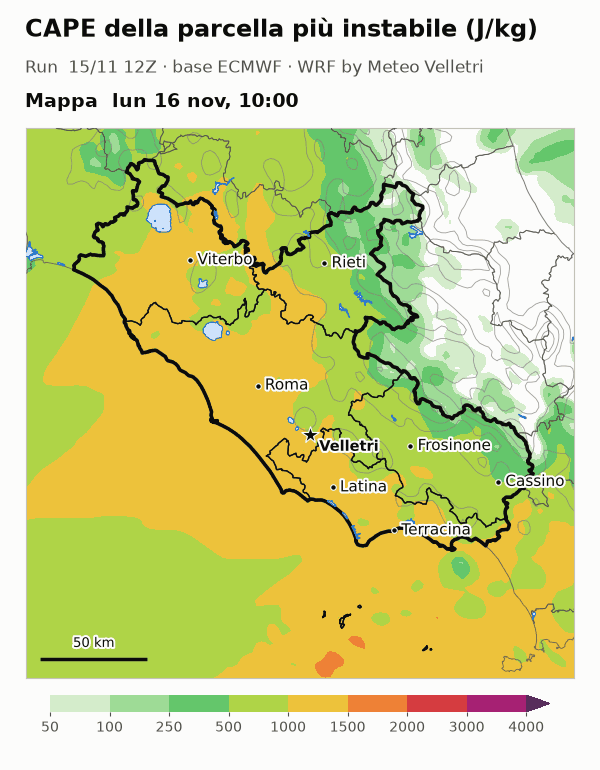 CAPE della parcella più instabile (J/kg)
Run  15/11 12Z · base ECMWF · WRF by Meteo Velletri
Mappa  lun 16 nov, 10:00
Viterbo
Rieti
Roma
Velletri
Frosinone
Cassino
Latina
Terracina
50 km
50 100 250 500 1000 1500 2000 3000 4000